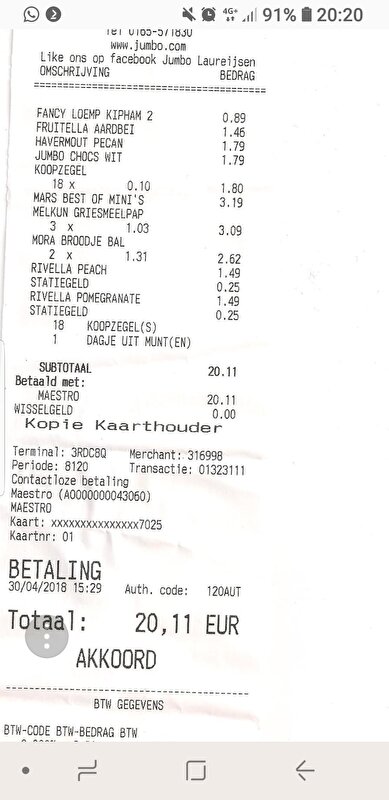 91% 20:20
4G+
Tel 0165-571830
www.jumbo.com
Like ons op facebook Jumbo Laureijsen
OMSCHRIJVING BEDRAG
FANCY LOEMP KIPHAM 2 0.89
FRUITELLA AARDBEI 1.46
HAVERMOUT PECAN 1.79
JUMBO CHOCS WIT 1.79
KOOPZEGEL
18 x 0.10 1.80
MARS BEST OF MINI'S 3.19
MELKUN GRIESMEELPAP
3 x 1.03 3.09
MORA BROODJE BAL
2 x 1.31 2.62
RIVELLA PEACH 1.49
STATIEGELD 0.25
RIVELLA POMEGRANATE 1.49
STATIEGELD 0.25
18 KOOPZEGEL(S)
1 DAGJE UIT MUNT(EN)
SUBTOTAAL 20.11
Betaald met:
MAESTRO 20.11
WISSELGELD 0.00
Kopie Kaarthouder
Terminal: 3RDC8Q Merchant: 316998
Periode: 8120 Transactie: 01323111
Contactloze betaling
Maestro (A0000000043060)
MAESTRO
Kaart: xxxxxxxxxxxxxxx7025
Kaartnr: 01
BETALING
30/04/2018 15:29 Auth. code: 120AUT
Totaal: 20,11 EUR
AKKOORD
BTW GEGEVENS
BTW-CODE BTW-BEDRAG BTW